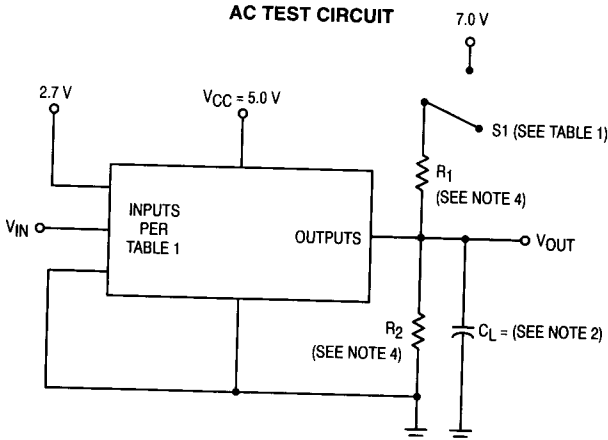 AC TEST CIRCUIT
7.0 V
2.7 V
VCC = 5.0 V
S1 (SEE TABLE 1)
R1
(SEE NOTE 4)
INPUTS
PER
TABLE 1
VIN
OUTPUTS
VOUT
R2
(SEE NOTE 4)
CL = (SEE NOTE 2)